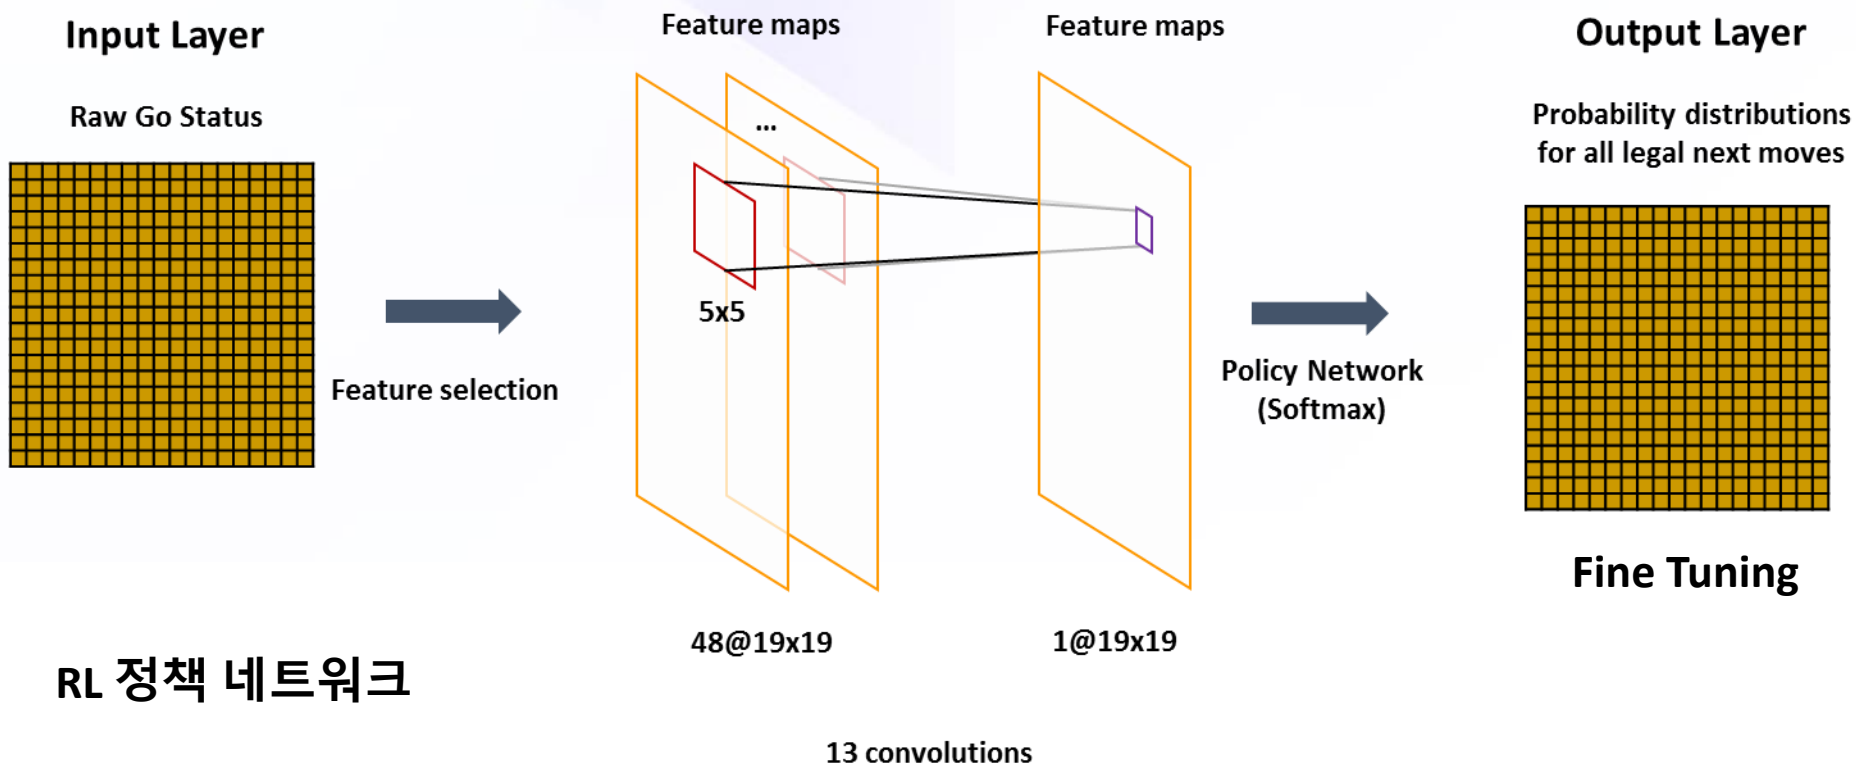 Input Layer
Raw Go Status
Feature selection
Feature maps
...
5x5
48@19x19
Feature maps
1@19x19
Policy Network
(Softmax)
Output Layer
Probability distributions
for all legal next moves
Fine Tuning
RL 정책 네트워크
13 convolutions